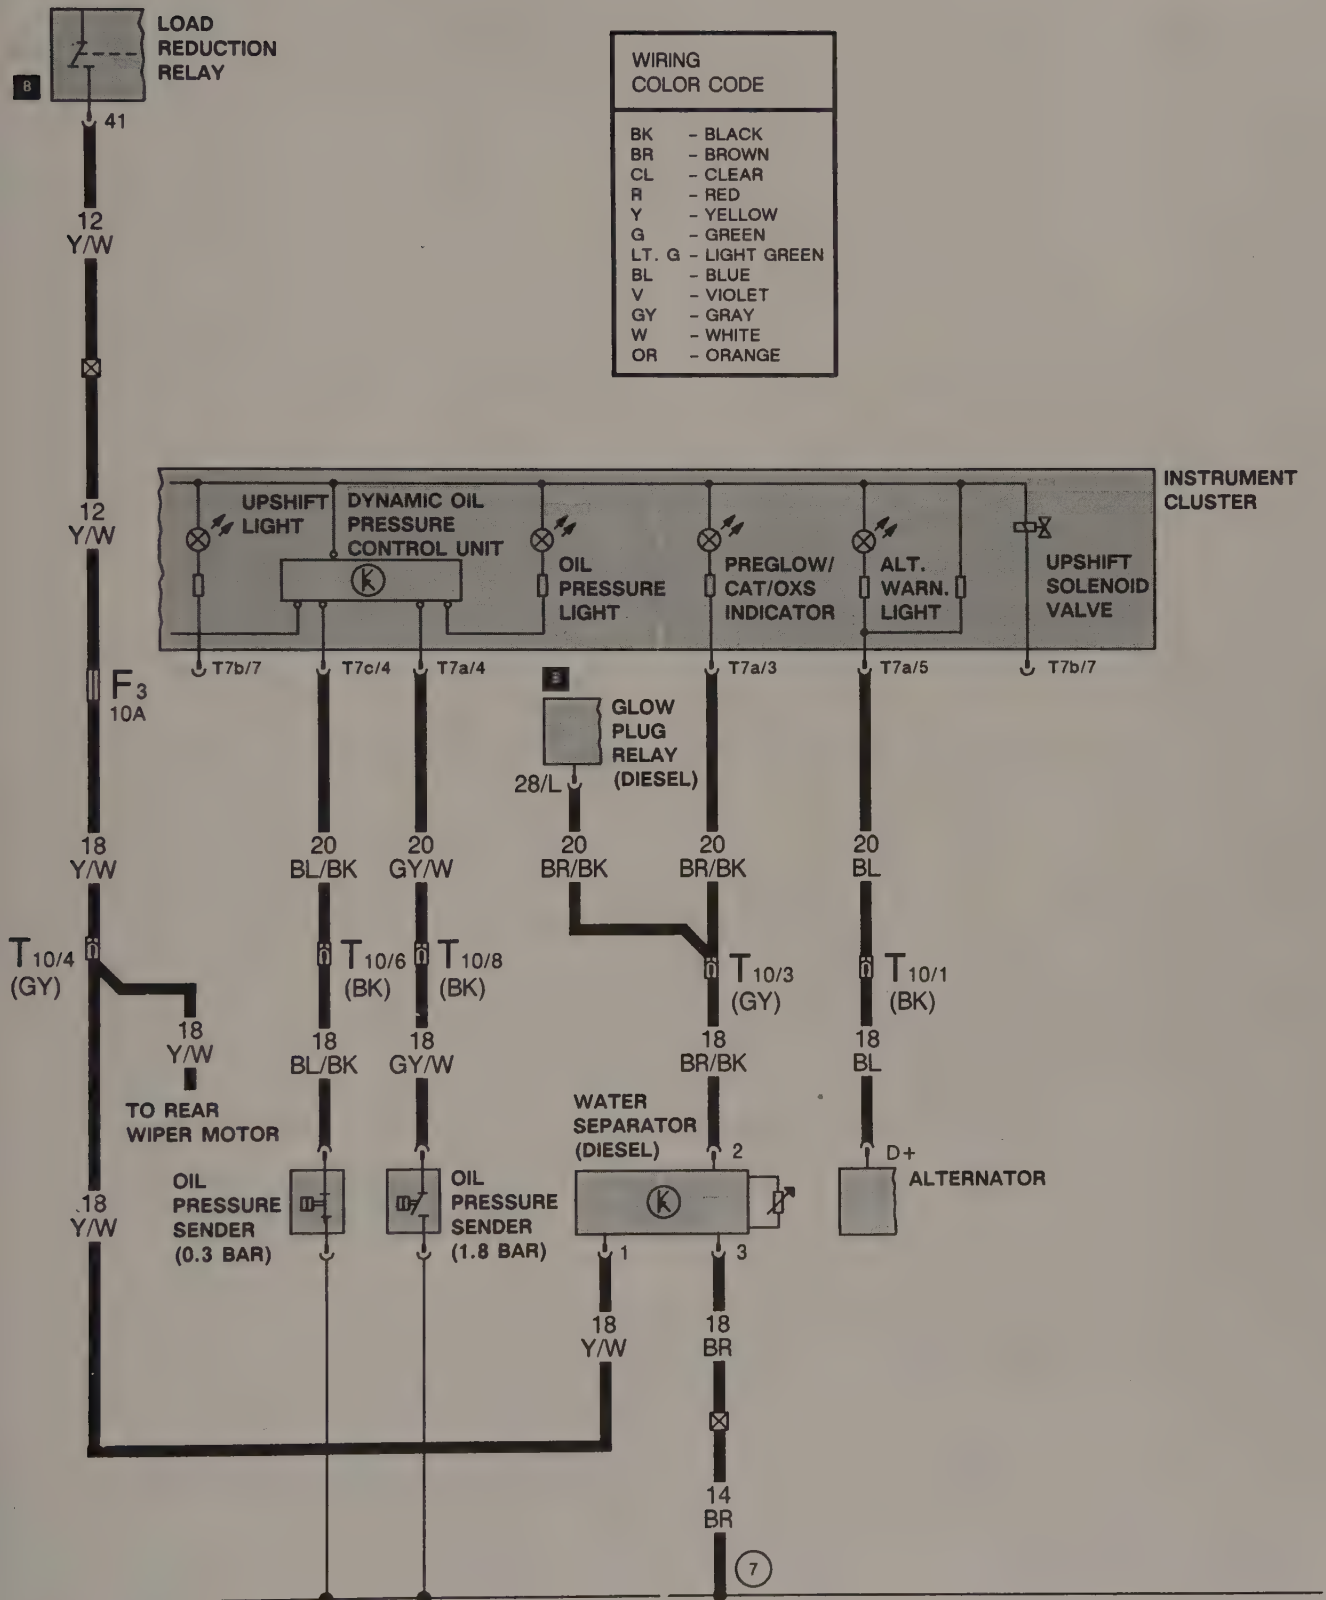 LOAD
REDUCTION
RELAY
B
41
12
Y/W
WIRING
COLOR CODE
BK - BLACK
BR - BROWN
CL - CLEAR
R - RED
Y - YELLOW
G - GREEN
LT. G - LIGHT GREEN
BL - BLUE
V - VIOLET
GY - GRAY
W - WHITE
OR - ORANGE
12
Y/W
INSTRUMENT
CLUSTER
UPSHIFT
LIGHT
DYNAMIC OIL
PRESSURE
CONTROL UNIT
K
OIL
PRESSURE
LIGHT
PREGLOW/
CAT/OXS
INDICATOR
ALT.
WARN.
LIGHT
UPSHIFT
SOLENOID
VALVE
T7b/7
T7c/4
T7a/4
T7a/3
T7a/5
T7b/7
F3
10A
GLOW
PLUG
RELAY
(DIESEL)
28/L
18
Y/W
20
BL/BK
20
GY/W
20
BR/BK
20
BR/BK
20
BL
T10/4
(GY)
T10/6
(BK)
T10/8
(BK)
T10/3
(GY)
T10/1
(BK)
18
Y/W
18
BL/BK
18
GY/W
18
BR/BK
18
BL
TO REAR
WIPER MOTOR
WATER
SEPARATOR
(DIESEL)
2
D+
ALTERNATOR
18
Y/W
OIL
PRESSURE
SENDER
(0.3 BAR)
OIL
PRESSURE
SENDER
(1.8 BAR)
K
1
3
18
Y/W
18
BR
14
BR
7